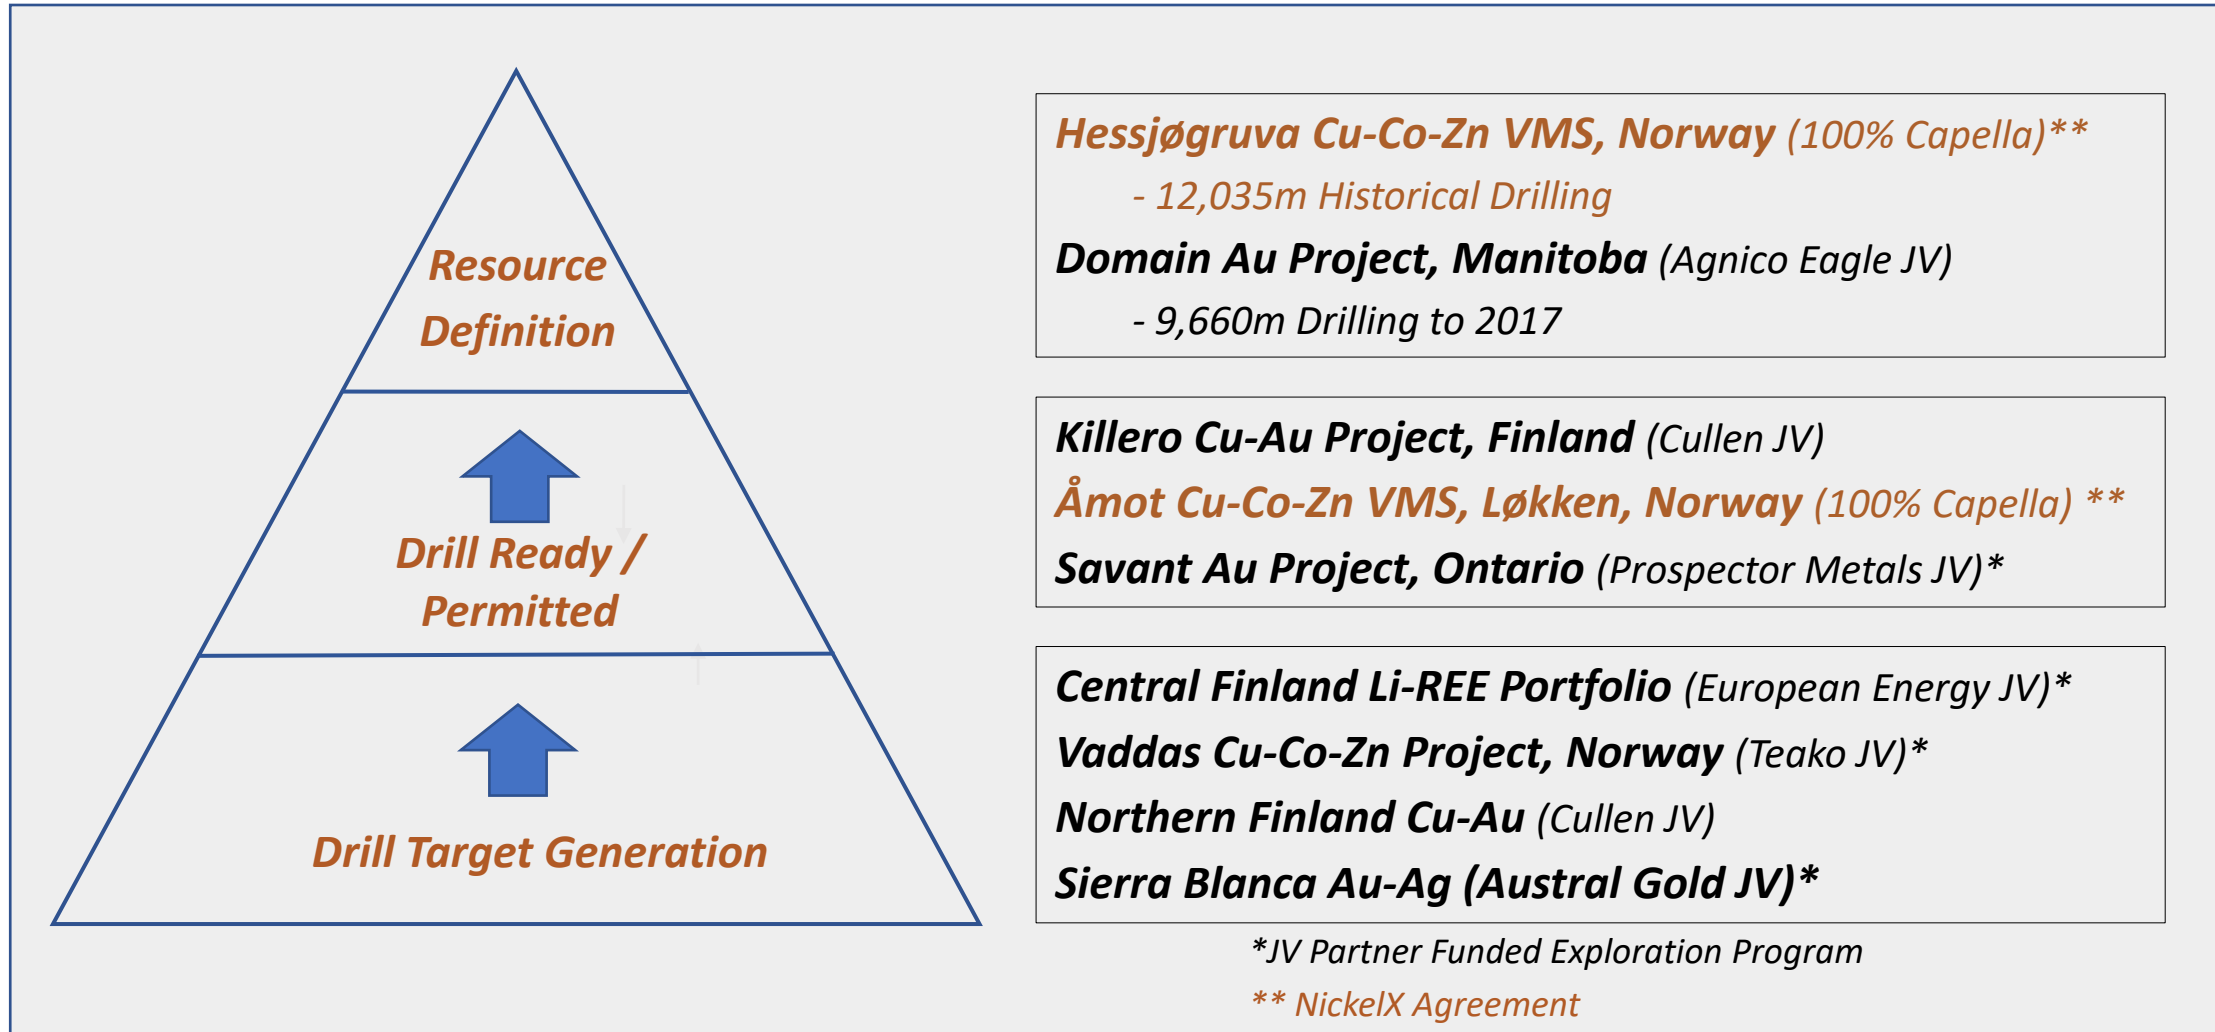 Resource
Definition
Drill Ready /
Permitted
Drill Target Generation
Hessjøgruva Cu-Co-Zn VMS, Norway (100% Capella)**
- 12,035m Historical Drilling
Domain Au Project, Manitoba (Agnico Eagle JV)
- 9,660m Drilling to 2017
Killero Cu-Au Project, Finland (Cullen JV)
Åmot Cu-Co-Zn VMS, Løkken, Norway (100% Capella) **
Savant Au Project, Ontario (Prospector Metals JV)*
Central Finland Li-REE Portfolio (European Energy JV)*
Vaddas Cu-Co-Zn Project, Norway (Teako JV)*
Northern Finland Cu-Au (Cullen JV)
Sierra Blanca Au-Ag (Austral Gold JV)*
*JV Partner Funded Exploration Program
** NickelX Agreement